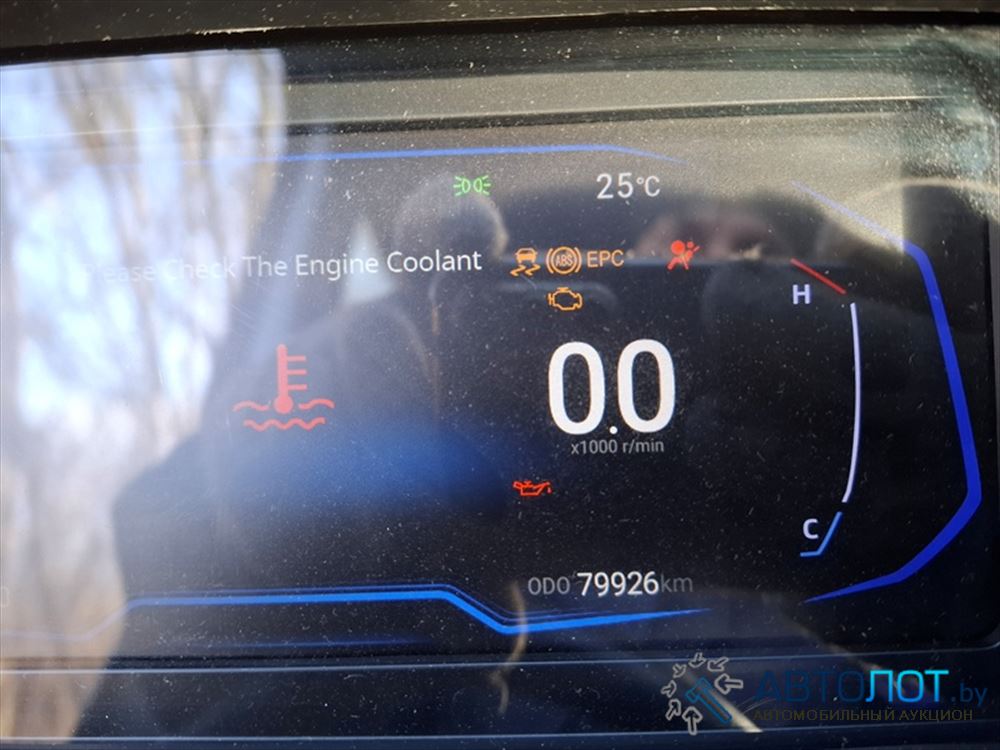 25°C
Please Check The Engine Coolant
ABS EPC
H
0.0
x1000 r/min
C
ODO 79926km
АВТОЛОТ.by
АВТОМОБИЛЬНЫЙ АУКЦИОН